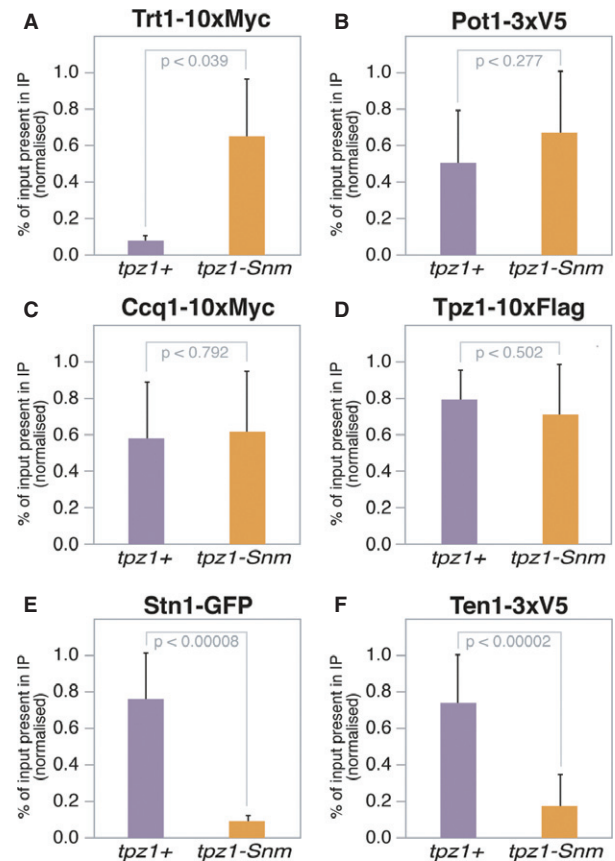 A
Trt1-10xMyc
% of input present in IP
(normalised)
1.0
0.8
0.6
0.4
0.2
0.0
p < 0.039
tpz1+
tpz1-Snm
B
Pot1-3xV5
% of input present in IP
(normalised)
1.0
0.8
0.6
0.4
0.2
0.0
p < 0.277
tpz1+
tpz1-Snm
C
Ccq1-10xMyc
% of input present in IP
(normalised)
1.0
0.8
0.6
0.4
0.2
0.0
p < 0.792
tpz1+
tpz1-Snm
D
Tpz1-10xFlag
% of input present in IP
(normalised)
1.0
0.8
0.6
0.4
0.2
0.0
p < 0.502
tpz1+
tpz1-Snm
E
Stn1-GFP
% of input present in IP
(normalised)
1.0
0.8
0.6
0.4
0.2
0.0
p < 0.00008
tpz1+
tpz1-Snm
F
Ten1-3xV5
% of input present in IP
(normalised)
1.0
0.8
0.6
0.4
0.2
0.0
p < 0.00002
tpz1+
tpz1-Snm